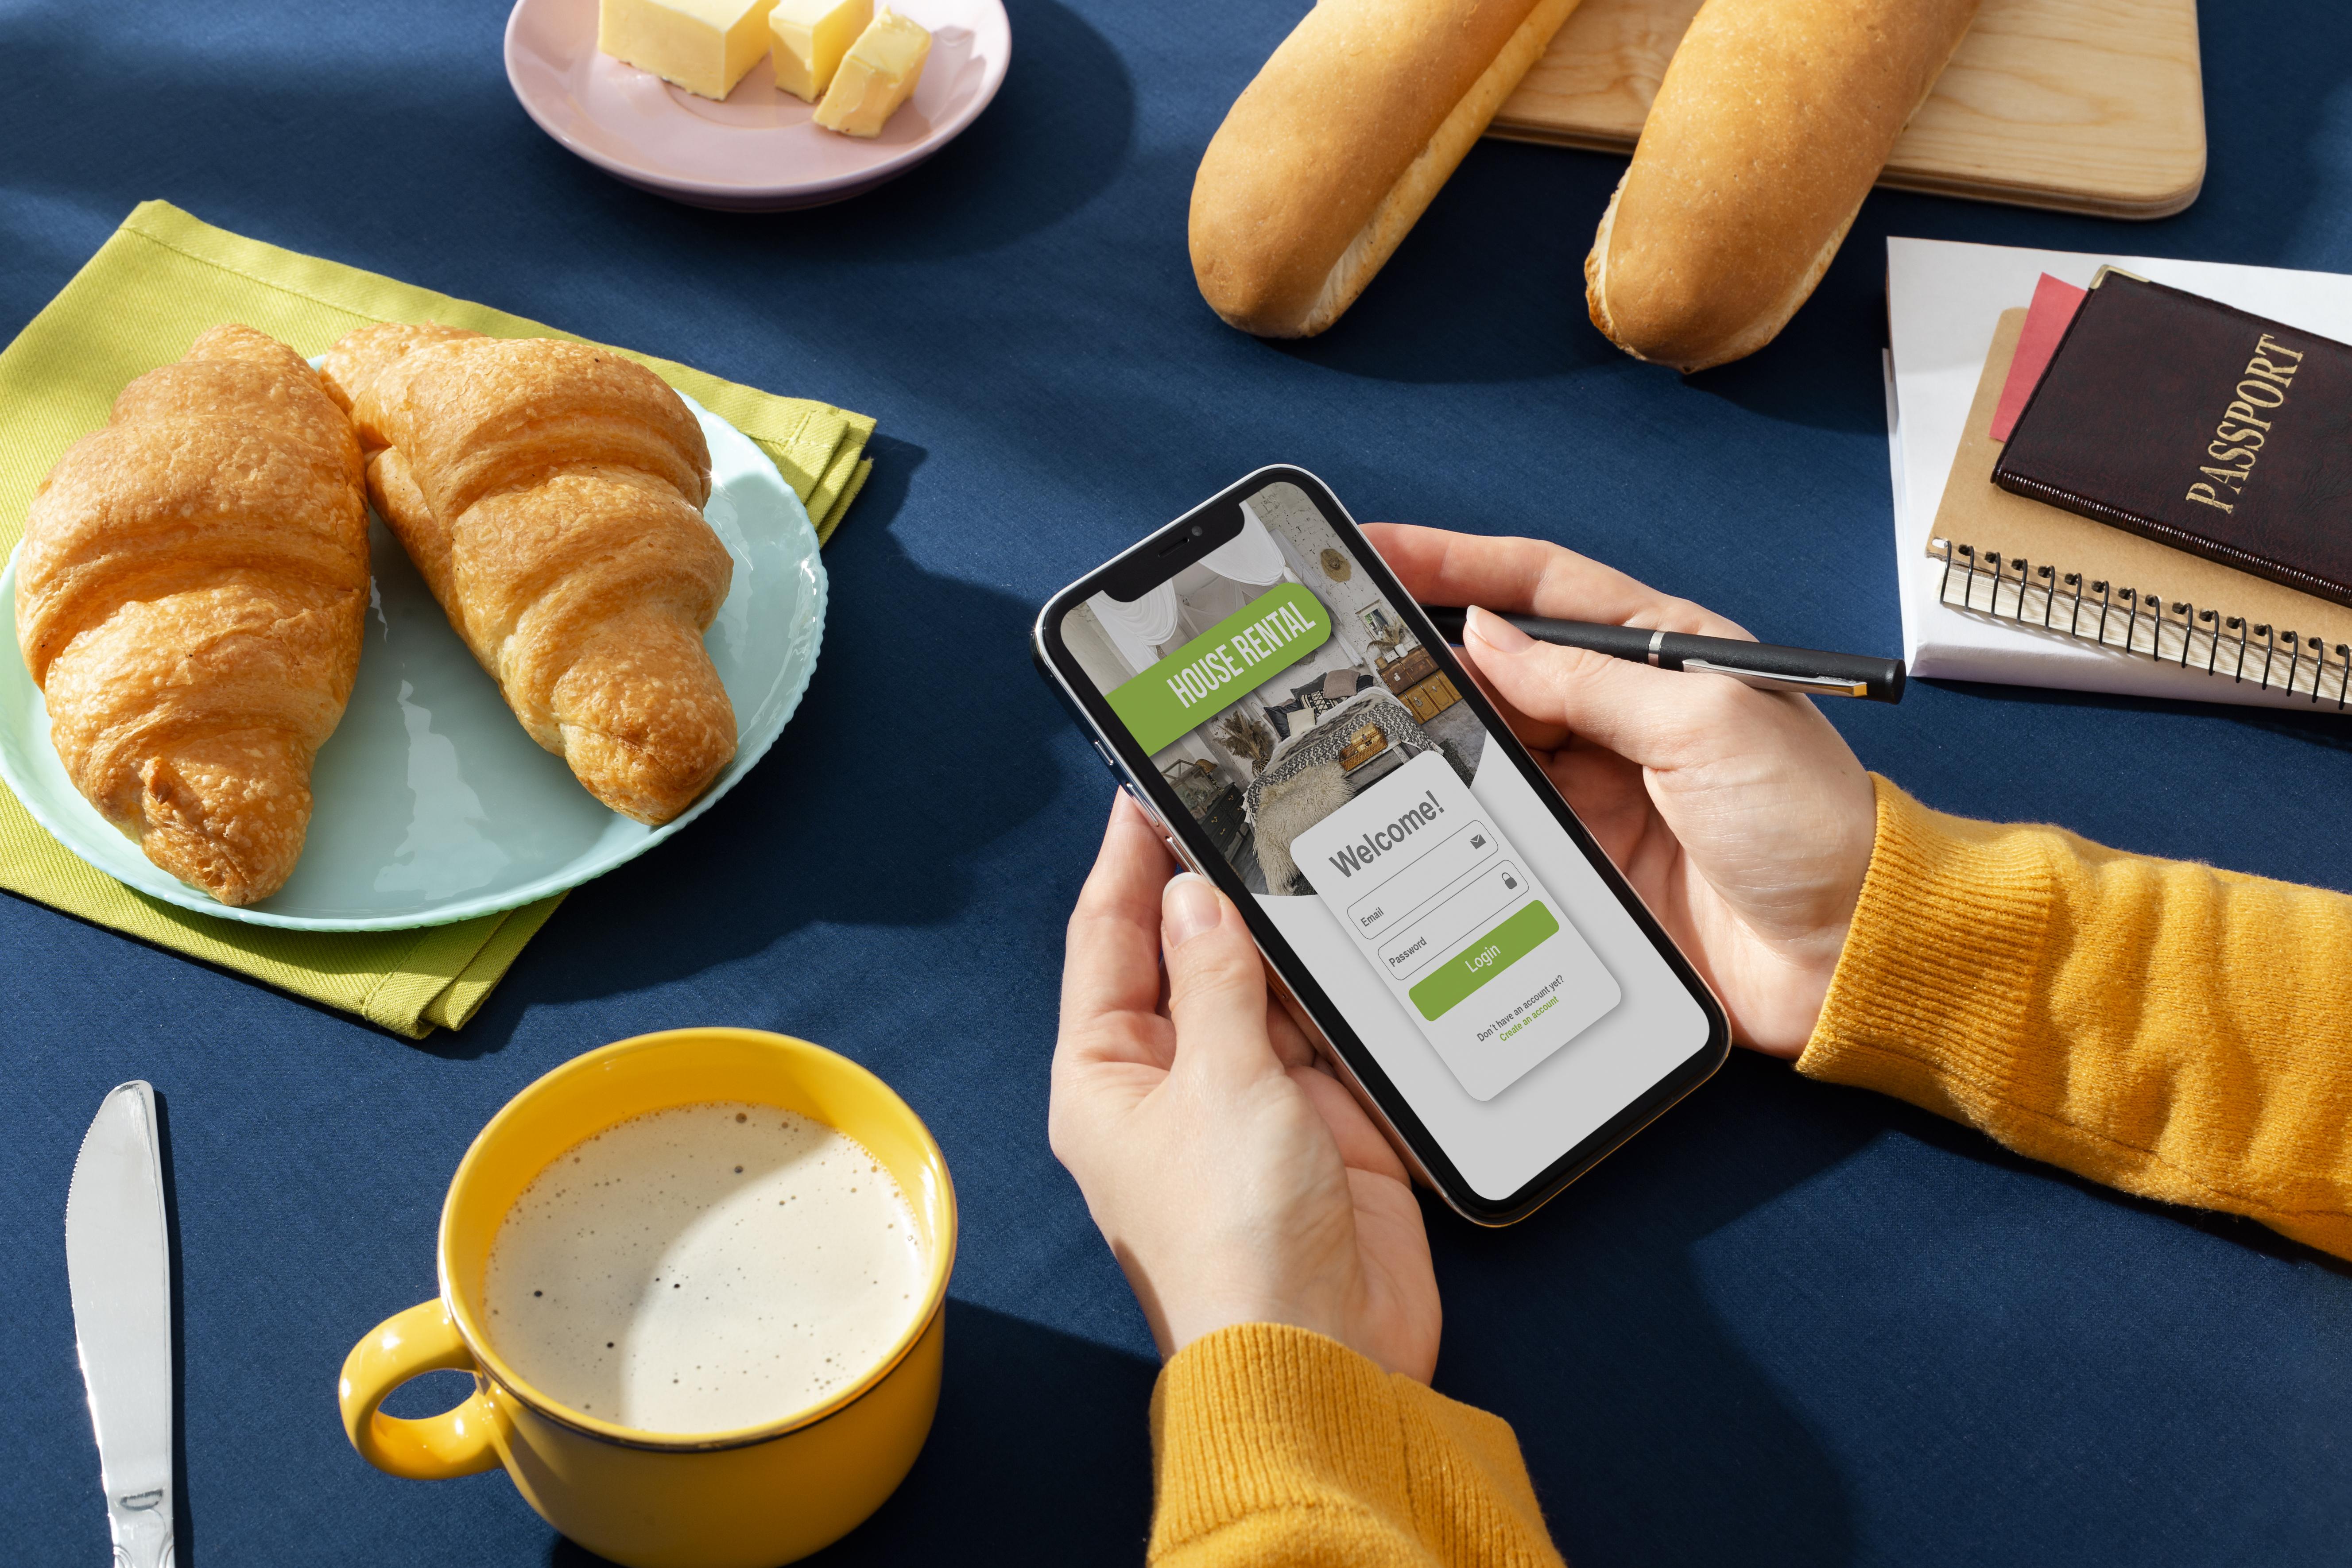 PASSPORT
HOUSE RENTAL
Welcome!
Email
Password
Login
Don't have an account yet?
Create an account